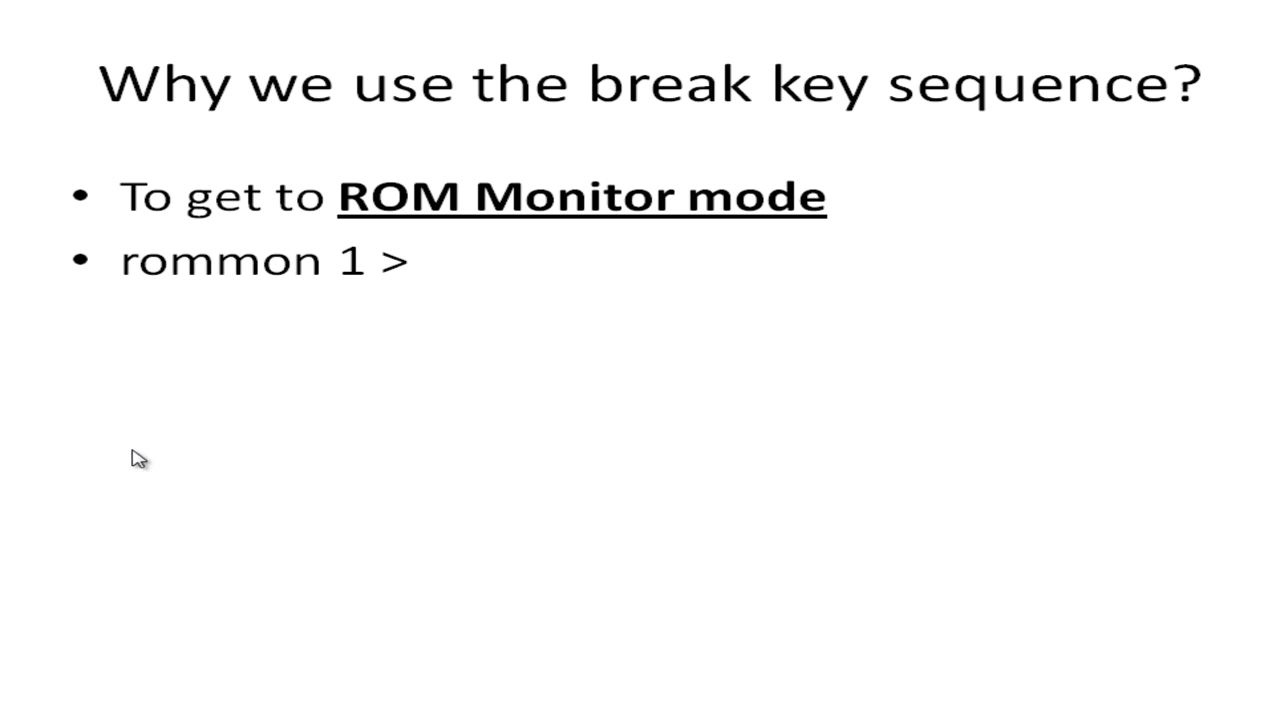 Why we use the break key sequence?
• To get to ROM Monitor mode
• rommon 1 >